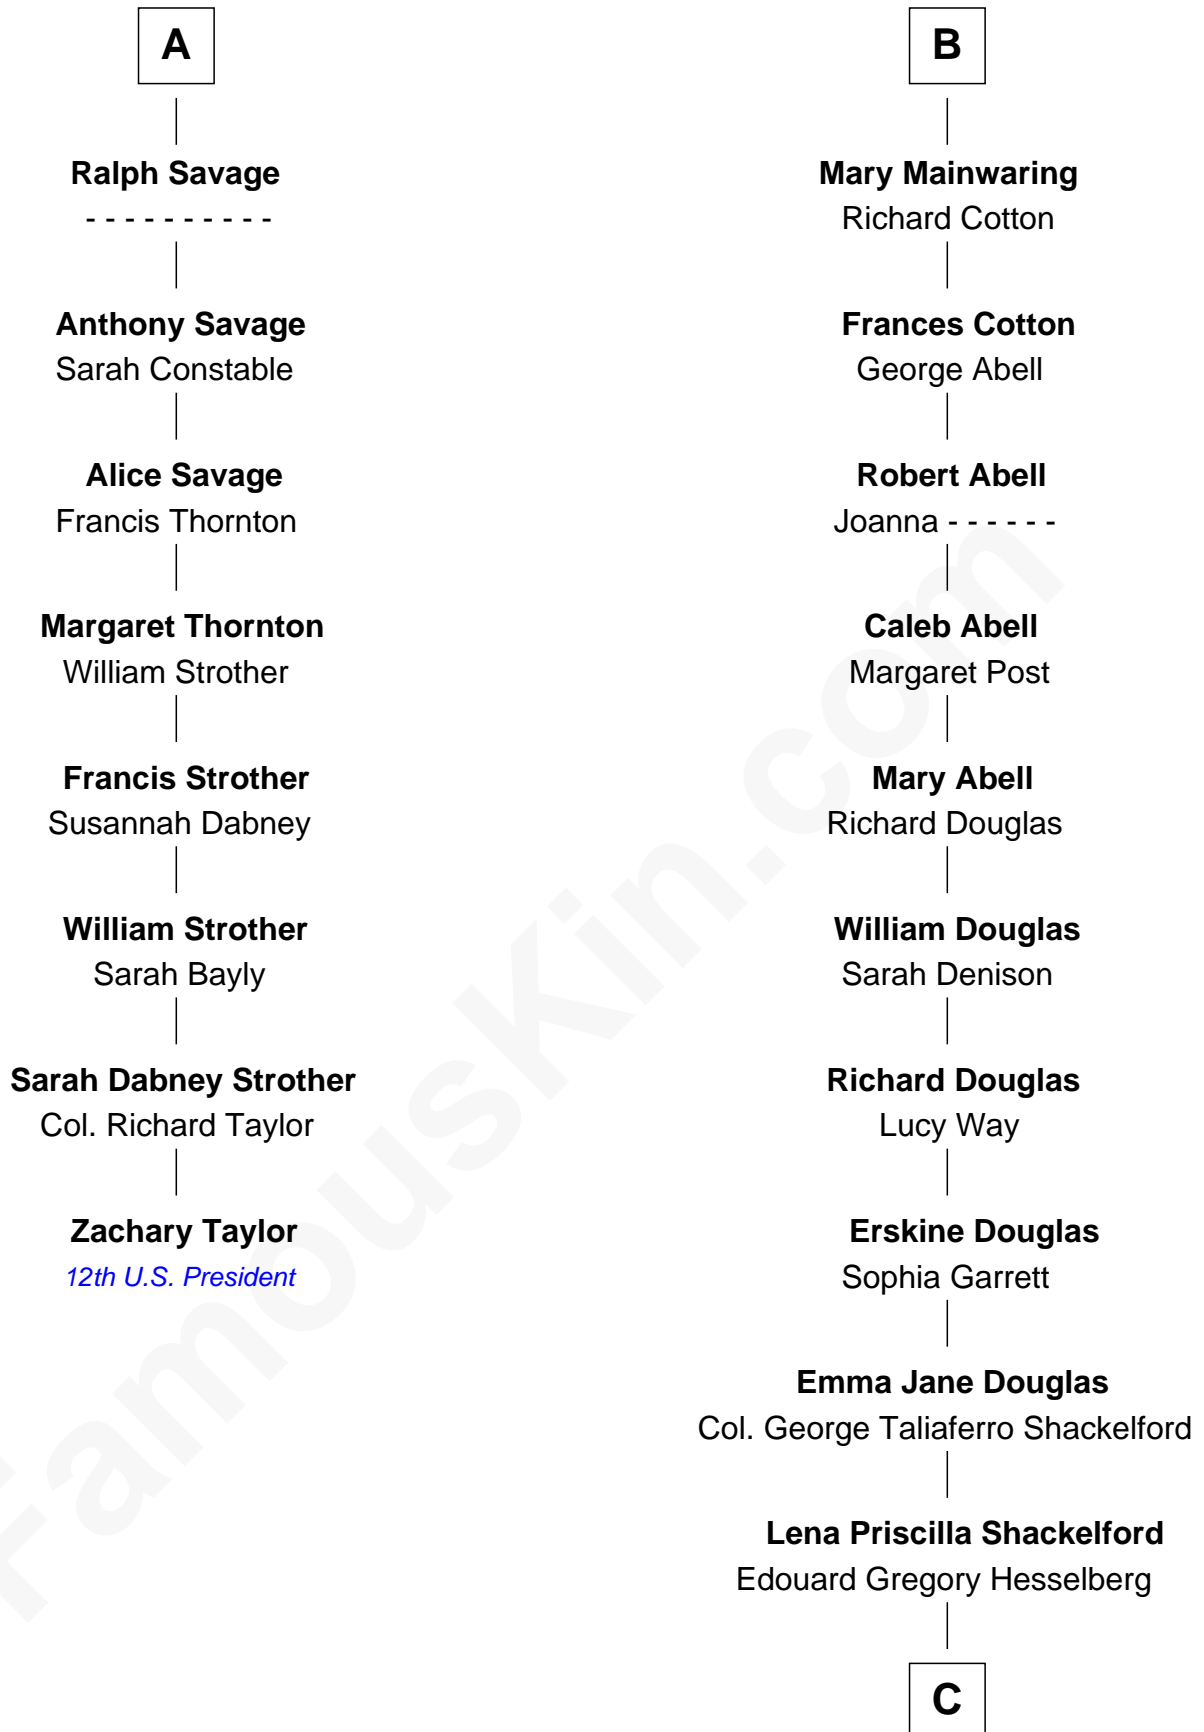 A
Ralph Savage
- - - - - - - - - -
Anthony Savage
Sarah Constable
Alice Savage
Francis Thornton
Margaret Thornton
William Strother
Francis Strother
Susannah Dabney
William Strother
Sarah Bayly
Sarah Dabney Strother
Col. Richard Taylor
Zachary Taylor
12th U.S. President
B
Mary Mainwaring
Richard Cotton
Frances Cotton
George Abell
Robert Abell
Joanna - - - - - -
Caleb Abell
Margaret Post
Mary Abell
Richard Douglas
William Douglas
Sarah Denison
Richard Douglas
Lucy Way
Erskine Douglas
Sophia Garrett
Emma Jane Douglas
Col. George Taliaferro Shackelford
Lena Priscilla Shackelford
Edouard Gregory Hesselberg
C
FamousKin.com